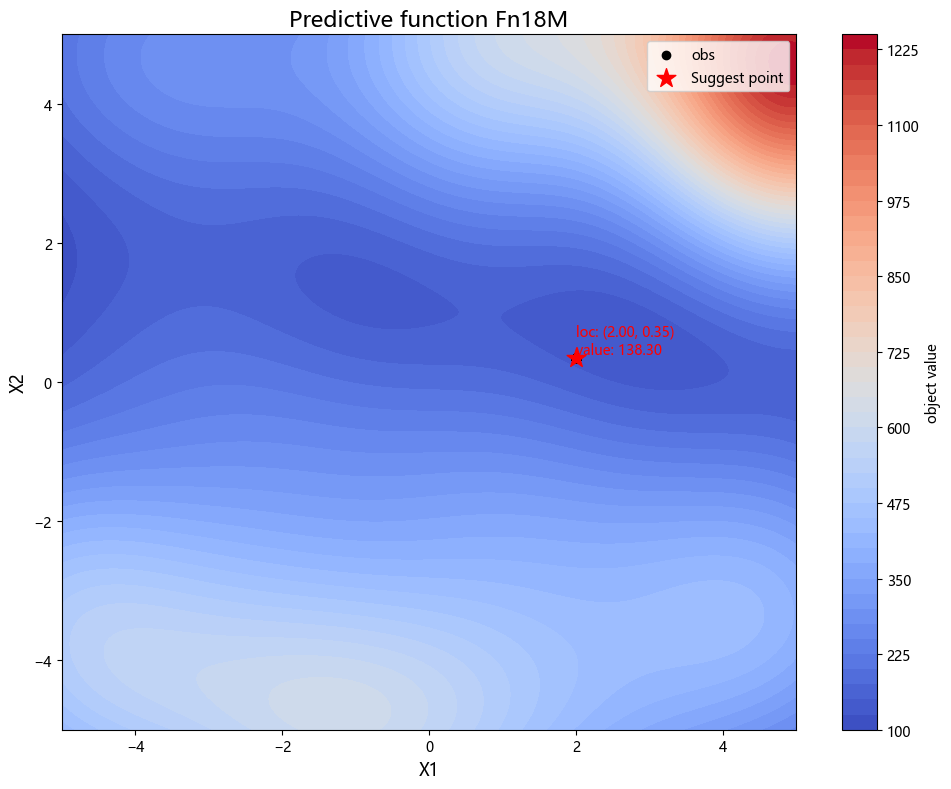 Predictive function Fn18M
obs
Suggest point
loc: (2.00, 0.35)
value: 138.30
4
2
0
−2
−4
X2
−4
−2
0
2
4
X1
1225
1100
975
850
725
600
475
350
225
100
object value